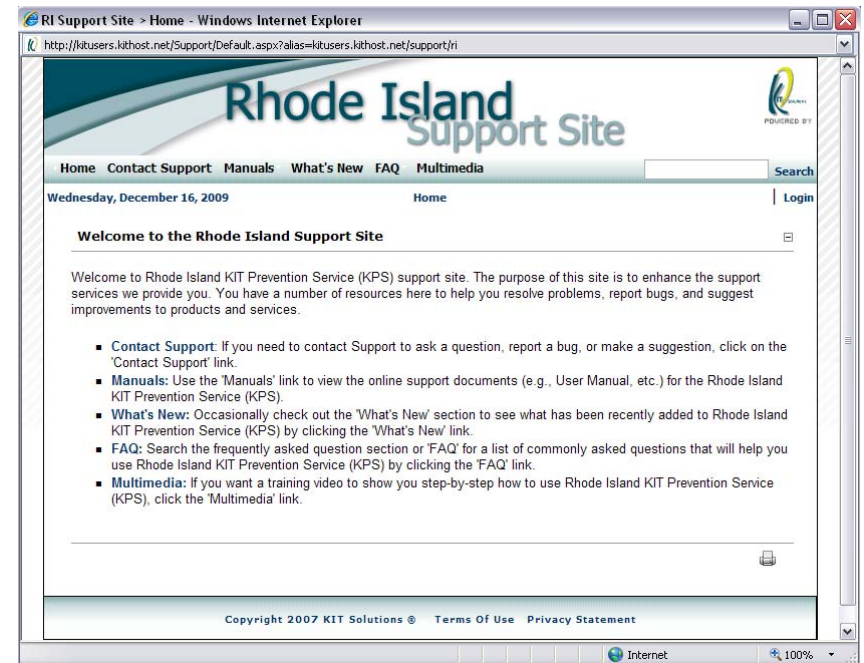 RI Support Site > Home - Windows Internet Explorer
http://kitusers.kithost.net/Support/Default.aspx?alias=kitusers.kithost.net/support/ri
Rhode Island
Support Site
POWERED BY
Home Contact Support Manuals What's New FAQ Multimedia Search
Wednesday, December 16, 2009 Home | Login
Welcome to the Rhode Island Support Site
Welcome to Rhode Island KIT Prevention Service (KPS) support site. The purpose of this site is to enhance the support
services we provide you. You have a number of resources here to help you resolve problems, report bugs, and suggest
improvements to products and services.
Contact Support: If you need to contact Support to ask a question, report a bug, or make a suggestion, click on the
'Contact Support' link.
Manuals: Use the 'Manuals' link to view the online support documents (e.g., User Manual, etc.) for the Rhode Island
KIT Prevention Service (KPS).
What's New: Occasionally check out the 'What's New' section to see what has been recently added to Rhode Island
KIT Prevention Service (KPS) by clicking the 'What's New' link.
FAQ: Search the frequently asked question section or 'FAQ' for a list of commonly asked questions that will help you
use Rhode Island KIT Prevention Service (KPS) by clicking the 'FAQ' link.
Multimedia: If you want a training video to show you step-by-step how to use Rhode Island KIT Prevention Service
(KPS), click the 'Multimedia' link.
Copyright 2007 KIT Solutions ® Terms Of Use Privacy Statement
Internet 100%